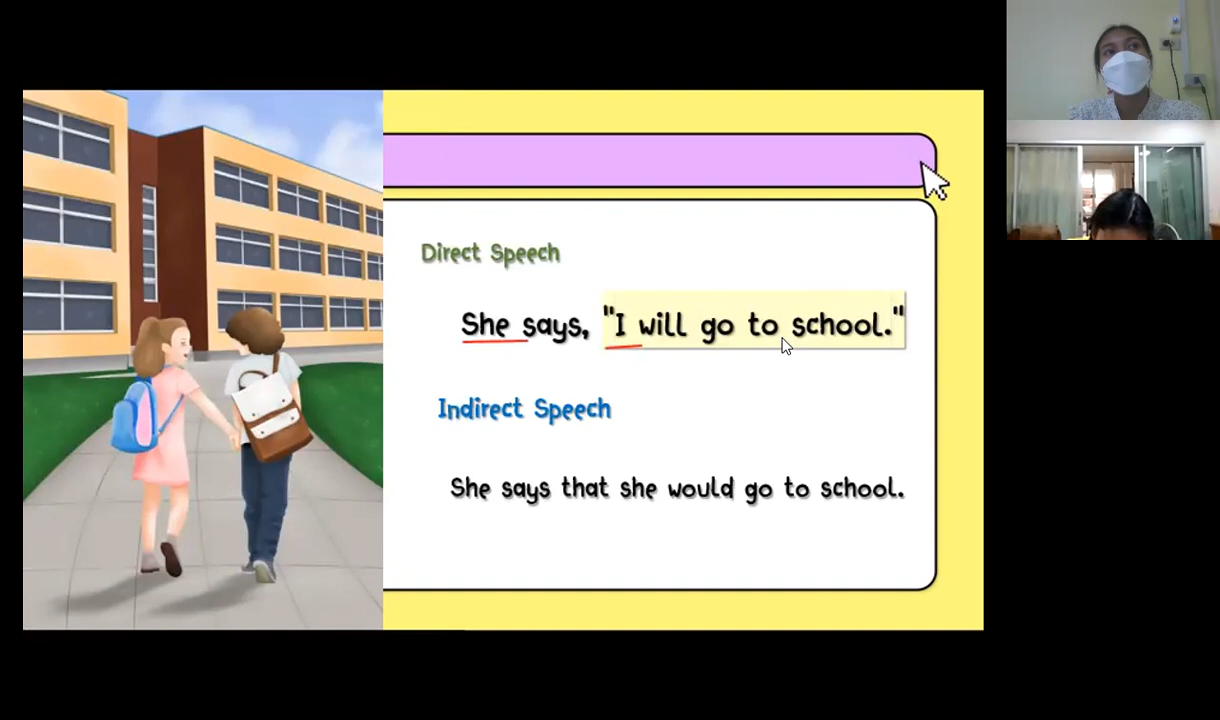 Direct Speech
She says, "I will go to school."
Indirect Speech
She says that she would go to school.